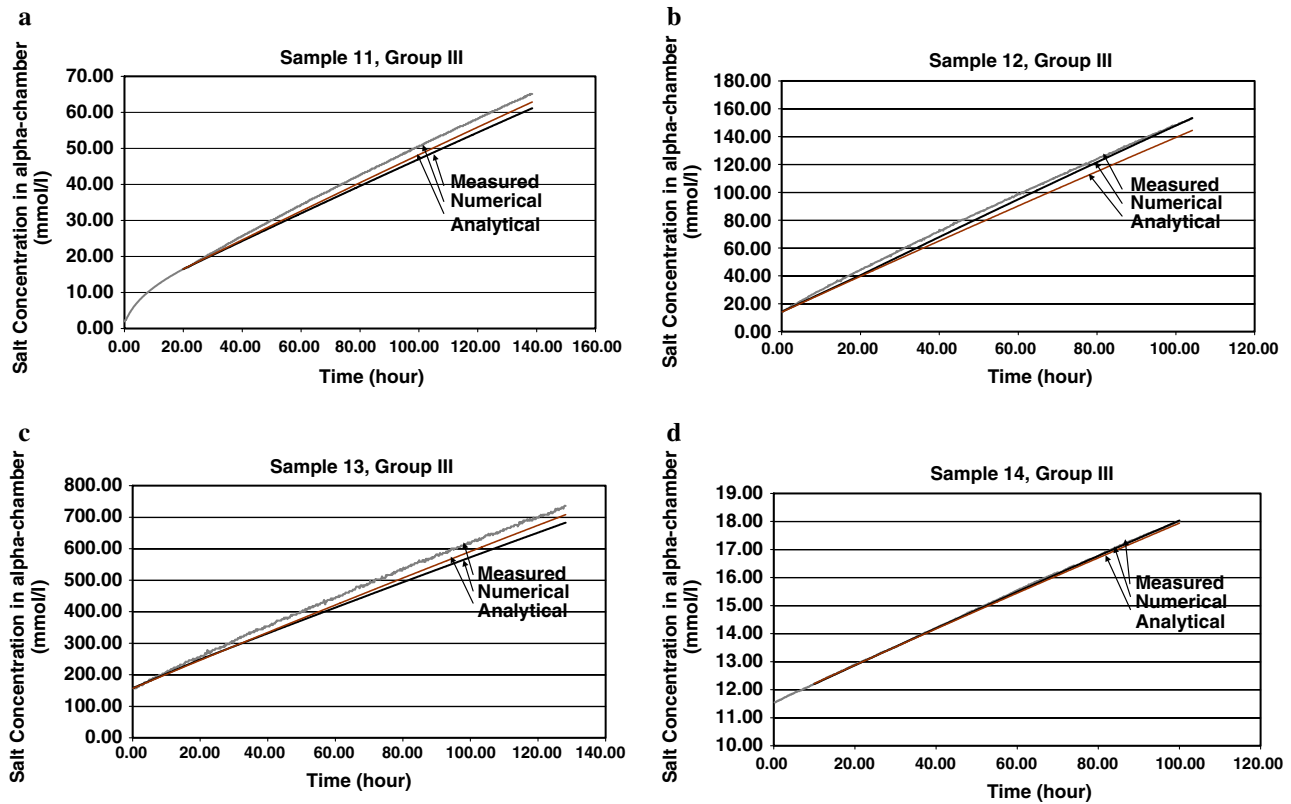 a
Sample 11, Group III
Salt Concentration in alpha-chamber
(mmol/l)
70.00
60.00
50.00
40.00
30.00
20.00
10.00
0.00
Measured
Numerical
Analytical
0.00 20.00 40.00 60.00 80.00 100.00 120.00 140.00 160.00
Time (hour)
b
Sample 12, Group III
Salt Concentration in alpha-chamber
(mmol/l)
180.00
160.00
140.00
120.00
100.00
80.00
60.00
40.00
20.00
0.00
Measured
Numerical
Analytical
0.00 20.00 40.00 60.00 80.00 100.00 120.00
Time (hour)
c
Sample 13, Group III
Salt Concentration in alpha-chamber
(mmol/l)
800.00
700.00
600.00
500.00
400.00
300.00
200.00
100.00
0.00
Measured
Numerical
Analytical
0.00 20.00 40.00 60.00 80.00 100.00 120.00 140.00
Time (hour)
d
Sample 14, Group III
Salt Concentration in alpha-chamber
(mmol/l)
19.00
18.00
17.00
16.00
15.00
14.00
13.00
12.00
11.00
10.00
Measured
Numerical
Analytical
0.00 20.00 40.00 60.00 80.00 100.00 120.00
Time (hour)